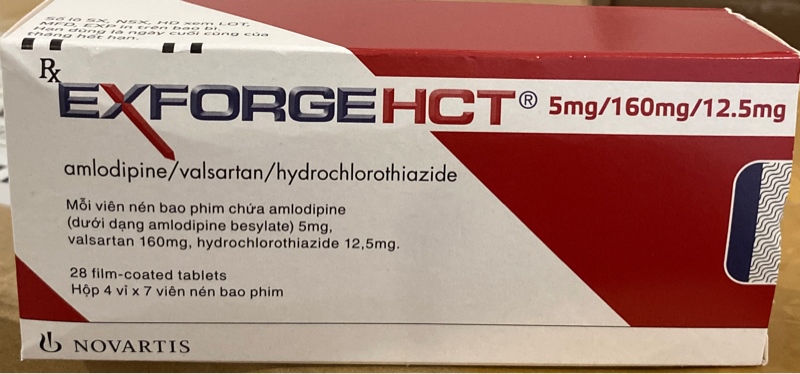 Số lô SX, NSX, HD xem LOT,
MFD, EXP in trên bao bì.
Hạn dùng là ngày cuối cùng của
tháng hết hạn.
Rx
EXFORGE HCT® 5mg/160mg/12.5mg
amlodipine/valsartan/hydrochlorothiazide
Mỗi viên nén bao phim chứa amlodipine
(dưới dạng amlodipine besylate) 5mg,
valsartan 160mg, hydrochlorothiazide 12,5mg.
28 film-coated tablets
Hộp 4 vỉ x 7 viên nén bao phim
NOVARTIS